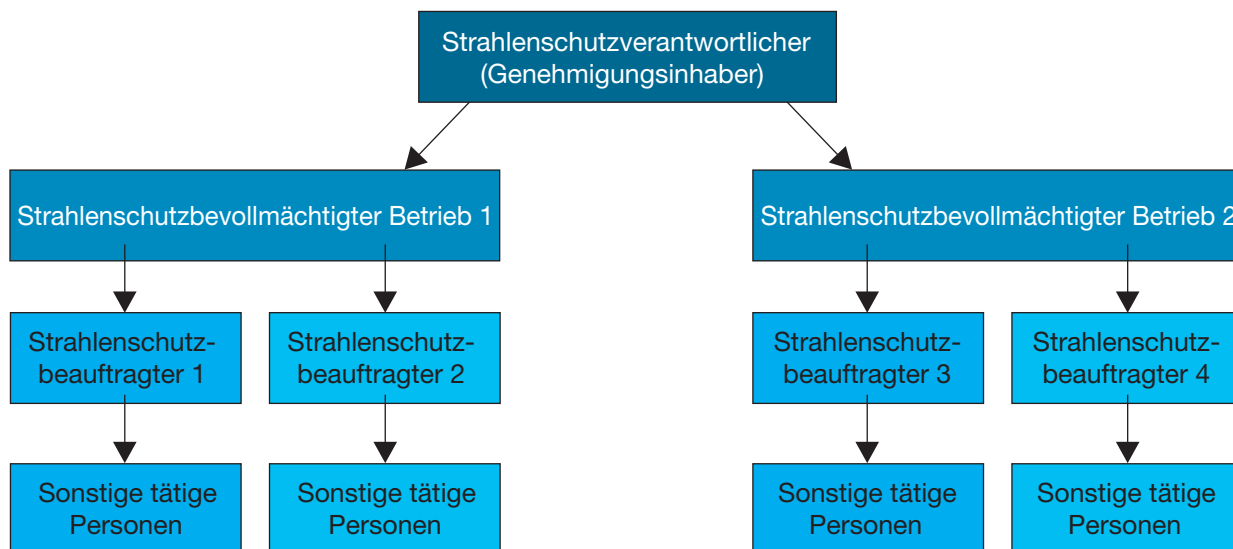 Strahlenschutzverantwortlicher
(Genehmigungsinhaber)
Strahlenschutzbevollmächtigter Betrieb 1
Strahlenschutzbevollmächtigter Betrieb 2
Strahlenschutz-
beauftragter 1
Strahlenschutz-
beauftragter 2
Strahlenschutz-
beauftragter 3
Strahlenschutz-
beauftragter 4
Sonstige tätige
Personen
Sonstige tätige
Personen
Sonstige tätige
Personen
Sonstige tätige
Personen